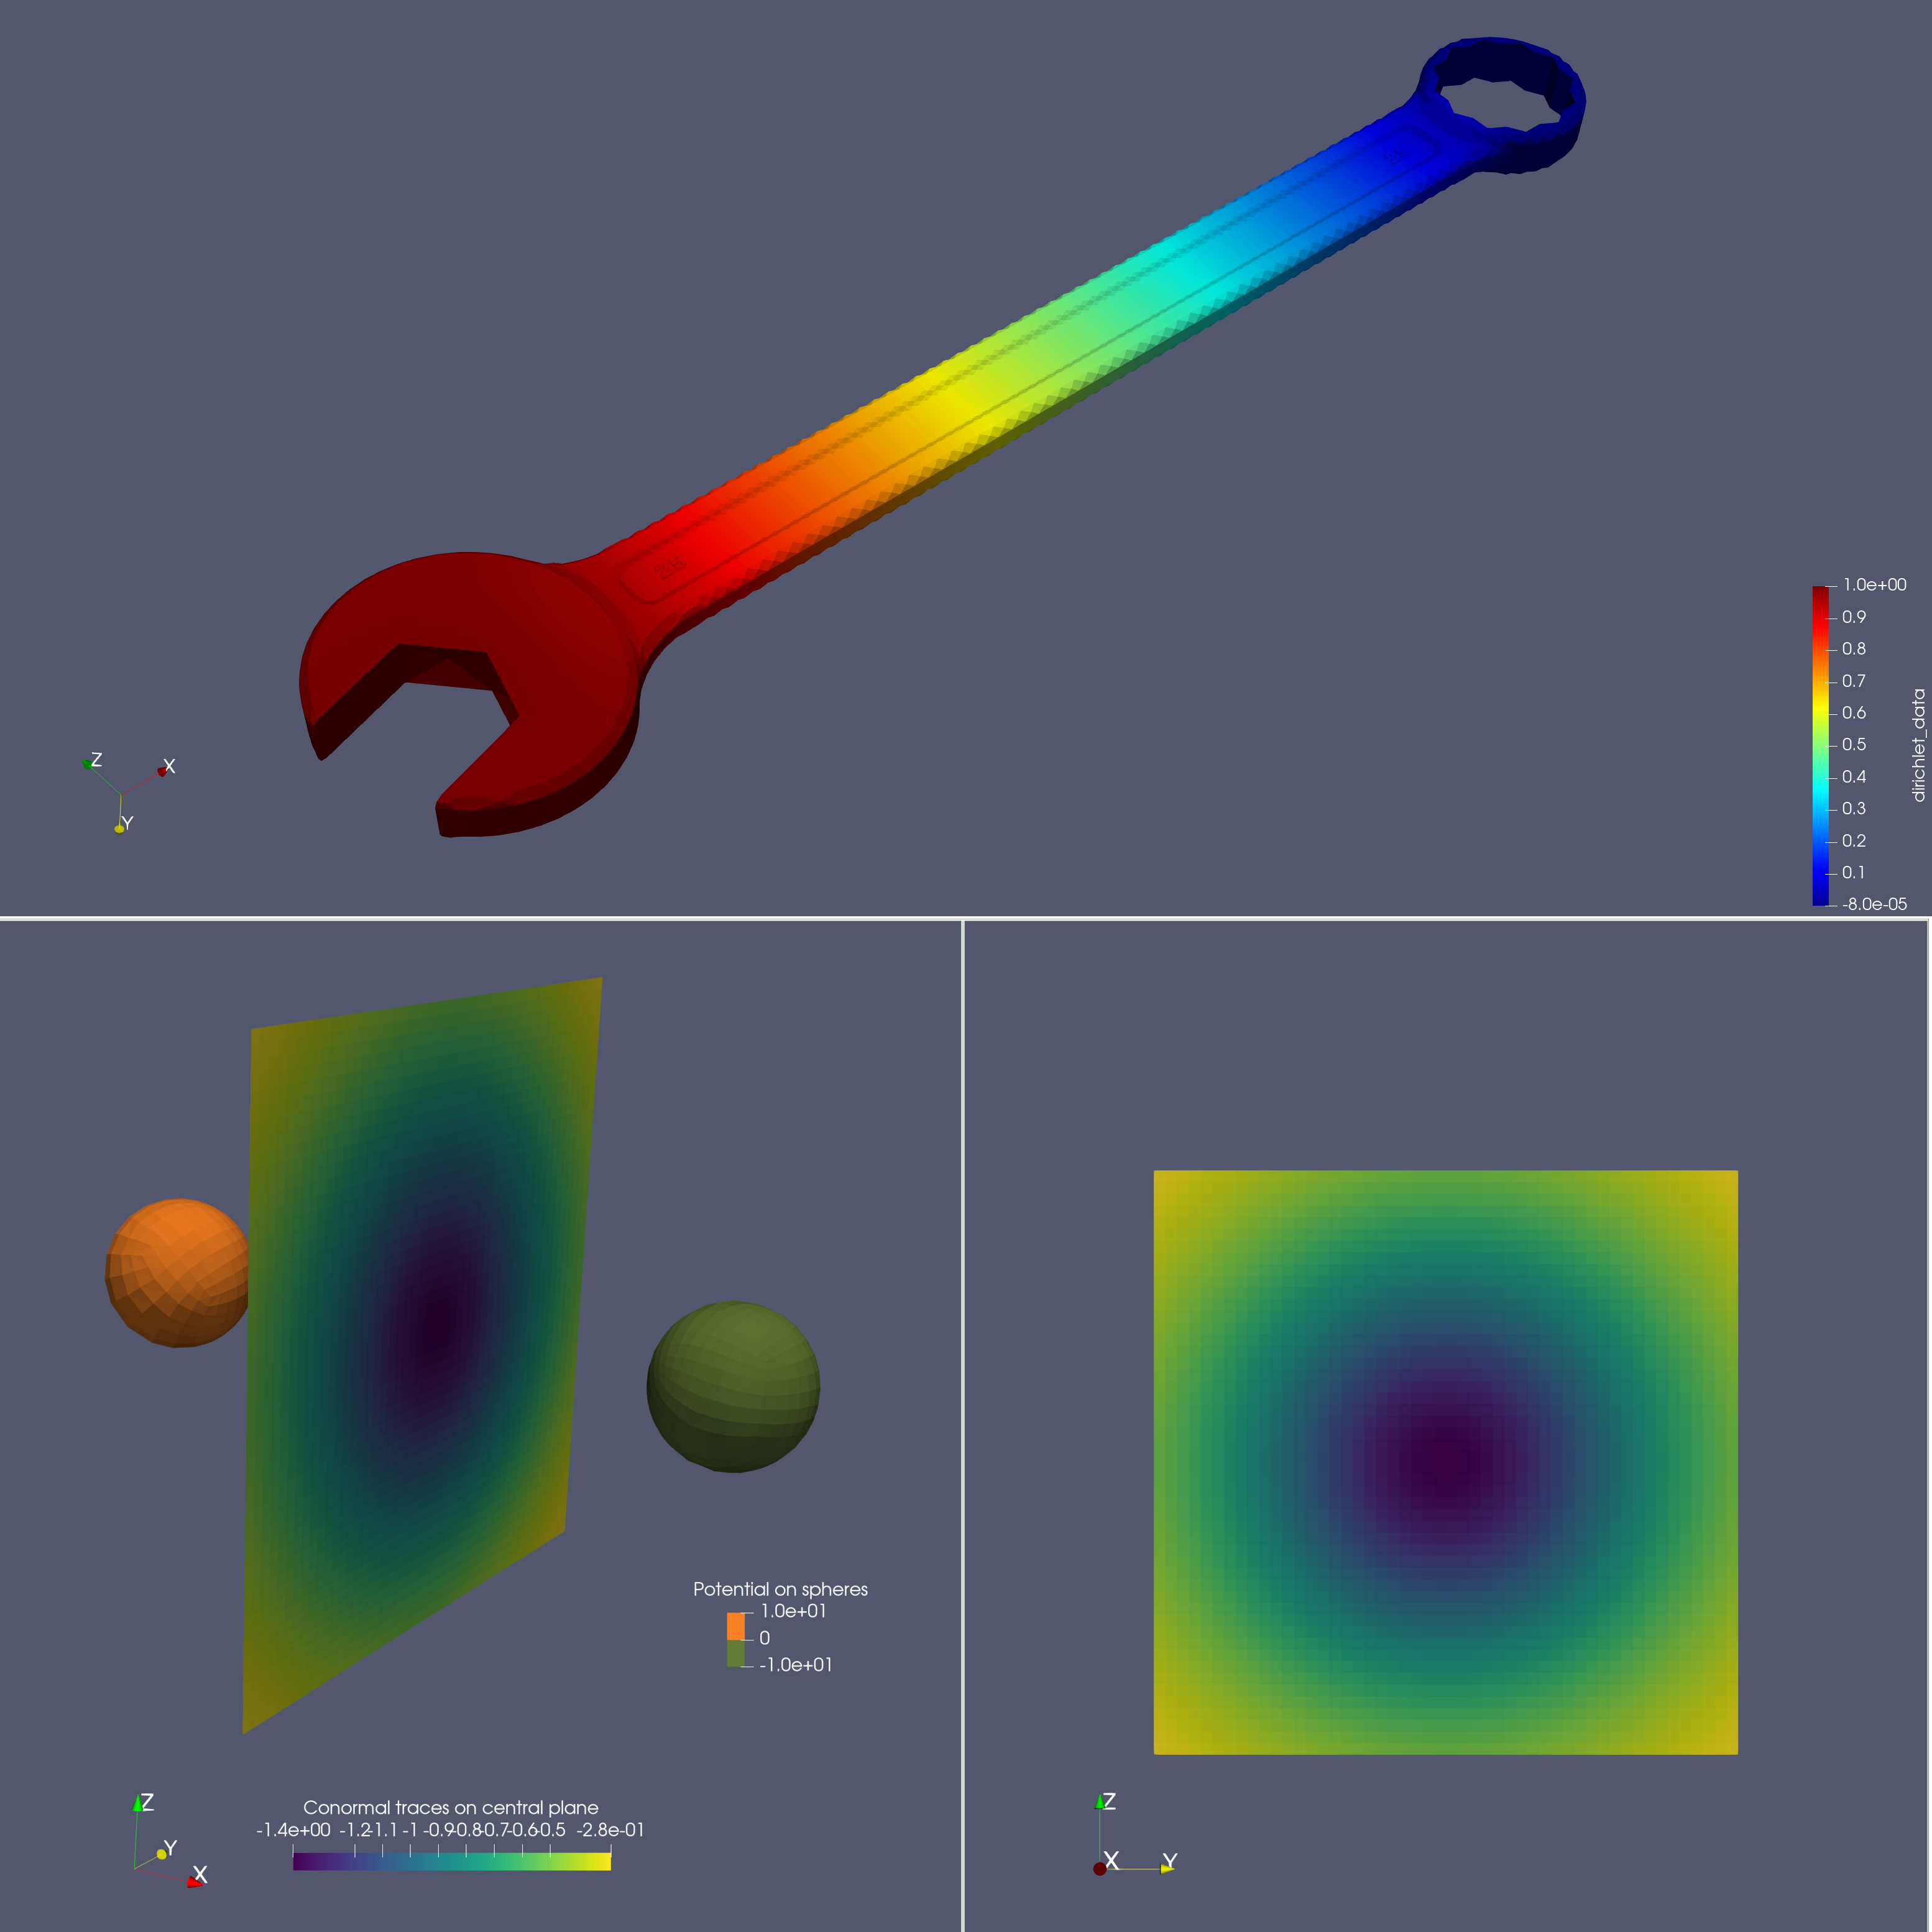 26
25
Z
X
Y
1.0e+00
0.9
0.8
0.7
0.6
0.5
0.4
0.3
0.2
0.1
-8.0e-05
dirichlet_data
Potential on spheres
1.0e+01
0
-1.0e+01
Conormal traces on central plane
-1.4e+00 -1.2 -1.1 -1 -0.9 -0.8 -0.7 -0.6 -0.5 -2.8e-01
Z
Y
X
Z
X
Y